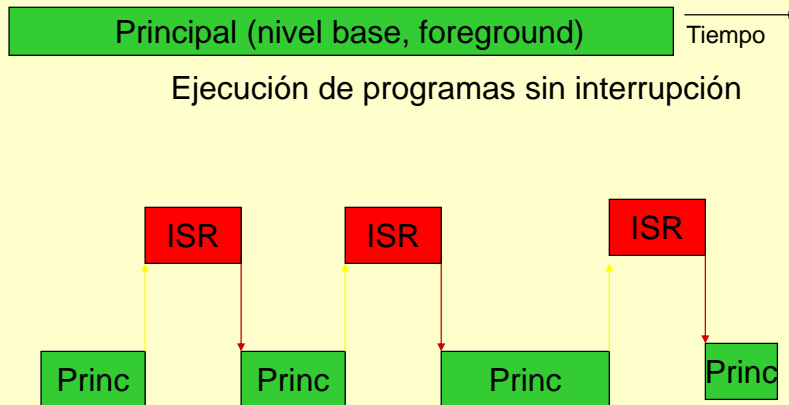 Principal (nivel base, foreground)
Tiempo
Ejecución de programas sin interrupción
ISR
ISR
ISR
Princ
Princ
Princ
Princ